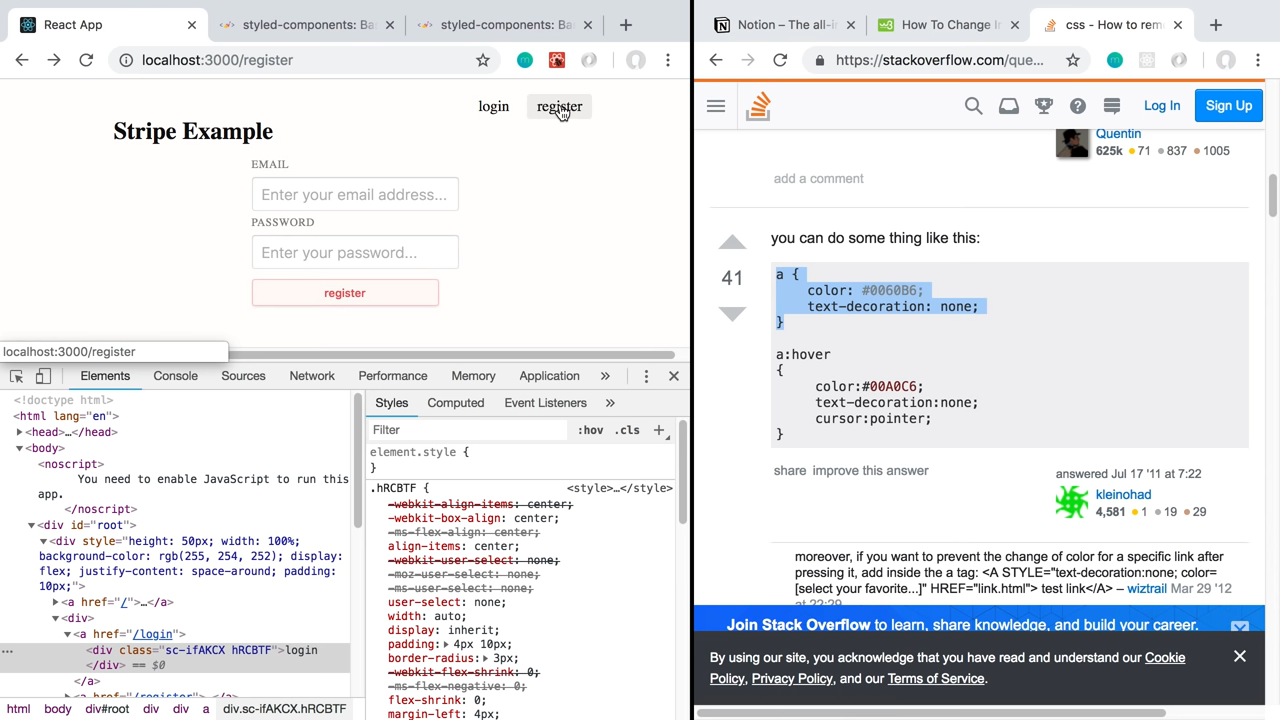 React App
styled-components: Ba
styled-components: Ba
localhost:3000/register
login
register
Stripe Example
EMAIL
Enter your email address...
PASSWORD
Enter your password...
register
localhost:3000/register
Elements
Console
Sources
Network
Performance
Memory
Application
<!doctype html>
<html lang="en">
<head>…</head>
<body>
<noscript>
You need to enable JavaScript to run this
app.
</noscript>
<div id="root">
<div style="height: 50px; width: 100%;
background-color: rgb(255, 254, 252); display:
flex; justify-content: space-around; padding:
10px;">
<a href="/">…</a>
<div>
<a href="/login">
<div class="sc-ifAKCX hRCBTF">login
</div> == $0
</a>
<a href="/register">…</a>
html body div#root div div a div.sc-ifAKCX.hRCBTF
Styles
Computed
Event Listeners
Filter
:hov .cls
element.style {
}
.hRCBTF { <style>…</style>
-webkit-align-items: center;
-webkit-box-align: center;
-ms-flex-align: center;
align-items: center;
-webkit-user-select: none;
-moz-user-select: none;
-ms-user-select: none;
user-select: none;
width: auto;
display: inherit;
padding: 4px 10px;
border-radius: 3px;
-webkit-flex-shrink: 0;
-ms-flex-negative: 0;
flex-shrink: 0;
margin-left: 4px;
Notion – The all-i
How To Change I
css - How to rem
https://stackoverflow.com/que...
Log In
Sign Up
Quentin
625k 71 837 1005
add a comment
you can do some thing like this:
41
a {
color: #0060B6;
text-decoration: none;
}
a:hover
{
color:#00A0C6;
text-decoration:none;
cursor:pointer;
}
share improve this answer
answered Jul 17 '11 at 7:22
kleinohad
4,581 1 19 29
moreover, if you want to prevent the change of color for a specific link after
pressing it, add inside the a tag: <A STYLE="text-decoration:none; color=
[select your favorite...]" HREF="link.html"> test link</A> – wiztrail Mar 29 '12
at 22:29
Join Stack Overflow to learn, share knowledge, and build your career.
By using our site, you acknowledge that you have read and understand our Cookie
Policy, Privacy Policy, and our Terms of Service.